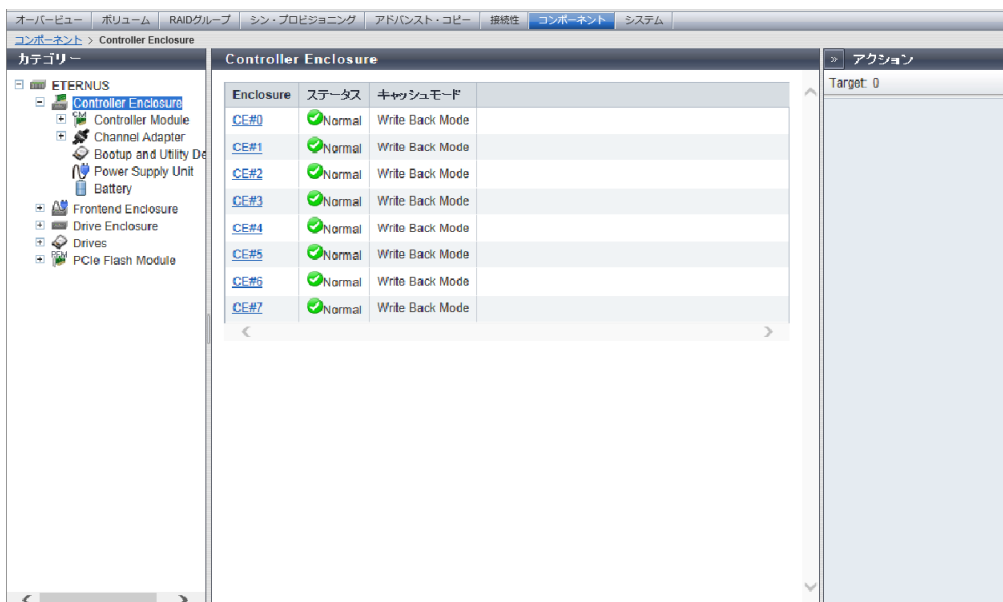 オーバービュー ボリューム RAIDグループ シン・プロビジョニング アドバンスト・コピー 接続性 コンポーネント システム
コンポーネント > Controller Enclosure
カテゴリー
ETERNUS
Controller Enclosure
Controller Module
Channel Adapter
Bootup and Utility De
Power Supply Unit
Battery
Frontend Enclosure
Drive Enclosure
Drives
PCIe Flash Module
Controller Enclosure
Enclosure ステータス キャッシュモード
CE#0 Normal Write Back Mode
CE#1 Normal Write Back Mode
CE#2 Normal Write Back Mode
CE#3 Normal Write Back Mode
CE#4 Normal Write Back Mode
CE#5 Normal Write Back Mode
CE#6 Normal Write Back Mode
CE#7 Normal Write Back Mode
» アクション
Target: 0